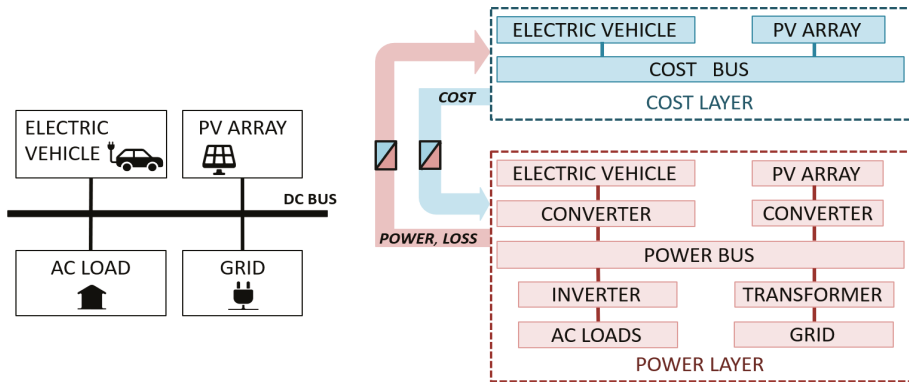 ELECTRIC
VEHICLE
PV ARRAY
DC BUS
AC LOAD
GRID
COST
POWER, LOSS
ELECTRIC VEHICLE
PV ARRAY
COST BUS
COST LAYER
ELECTRIC VEHICLE
PV ARRAY
CONVERTER
CONVERTER
POWER BUS
INVERTER
TRANSFORMER
AC LOADS
GRID
POWER LAYER